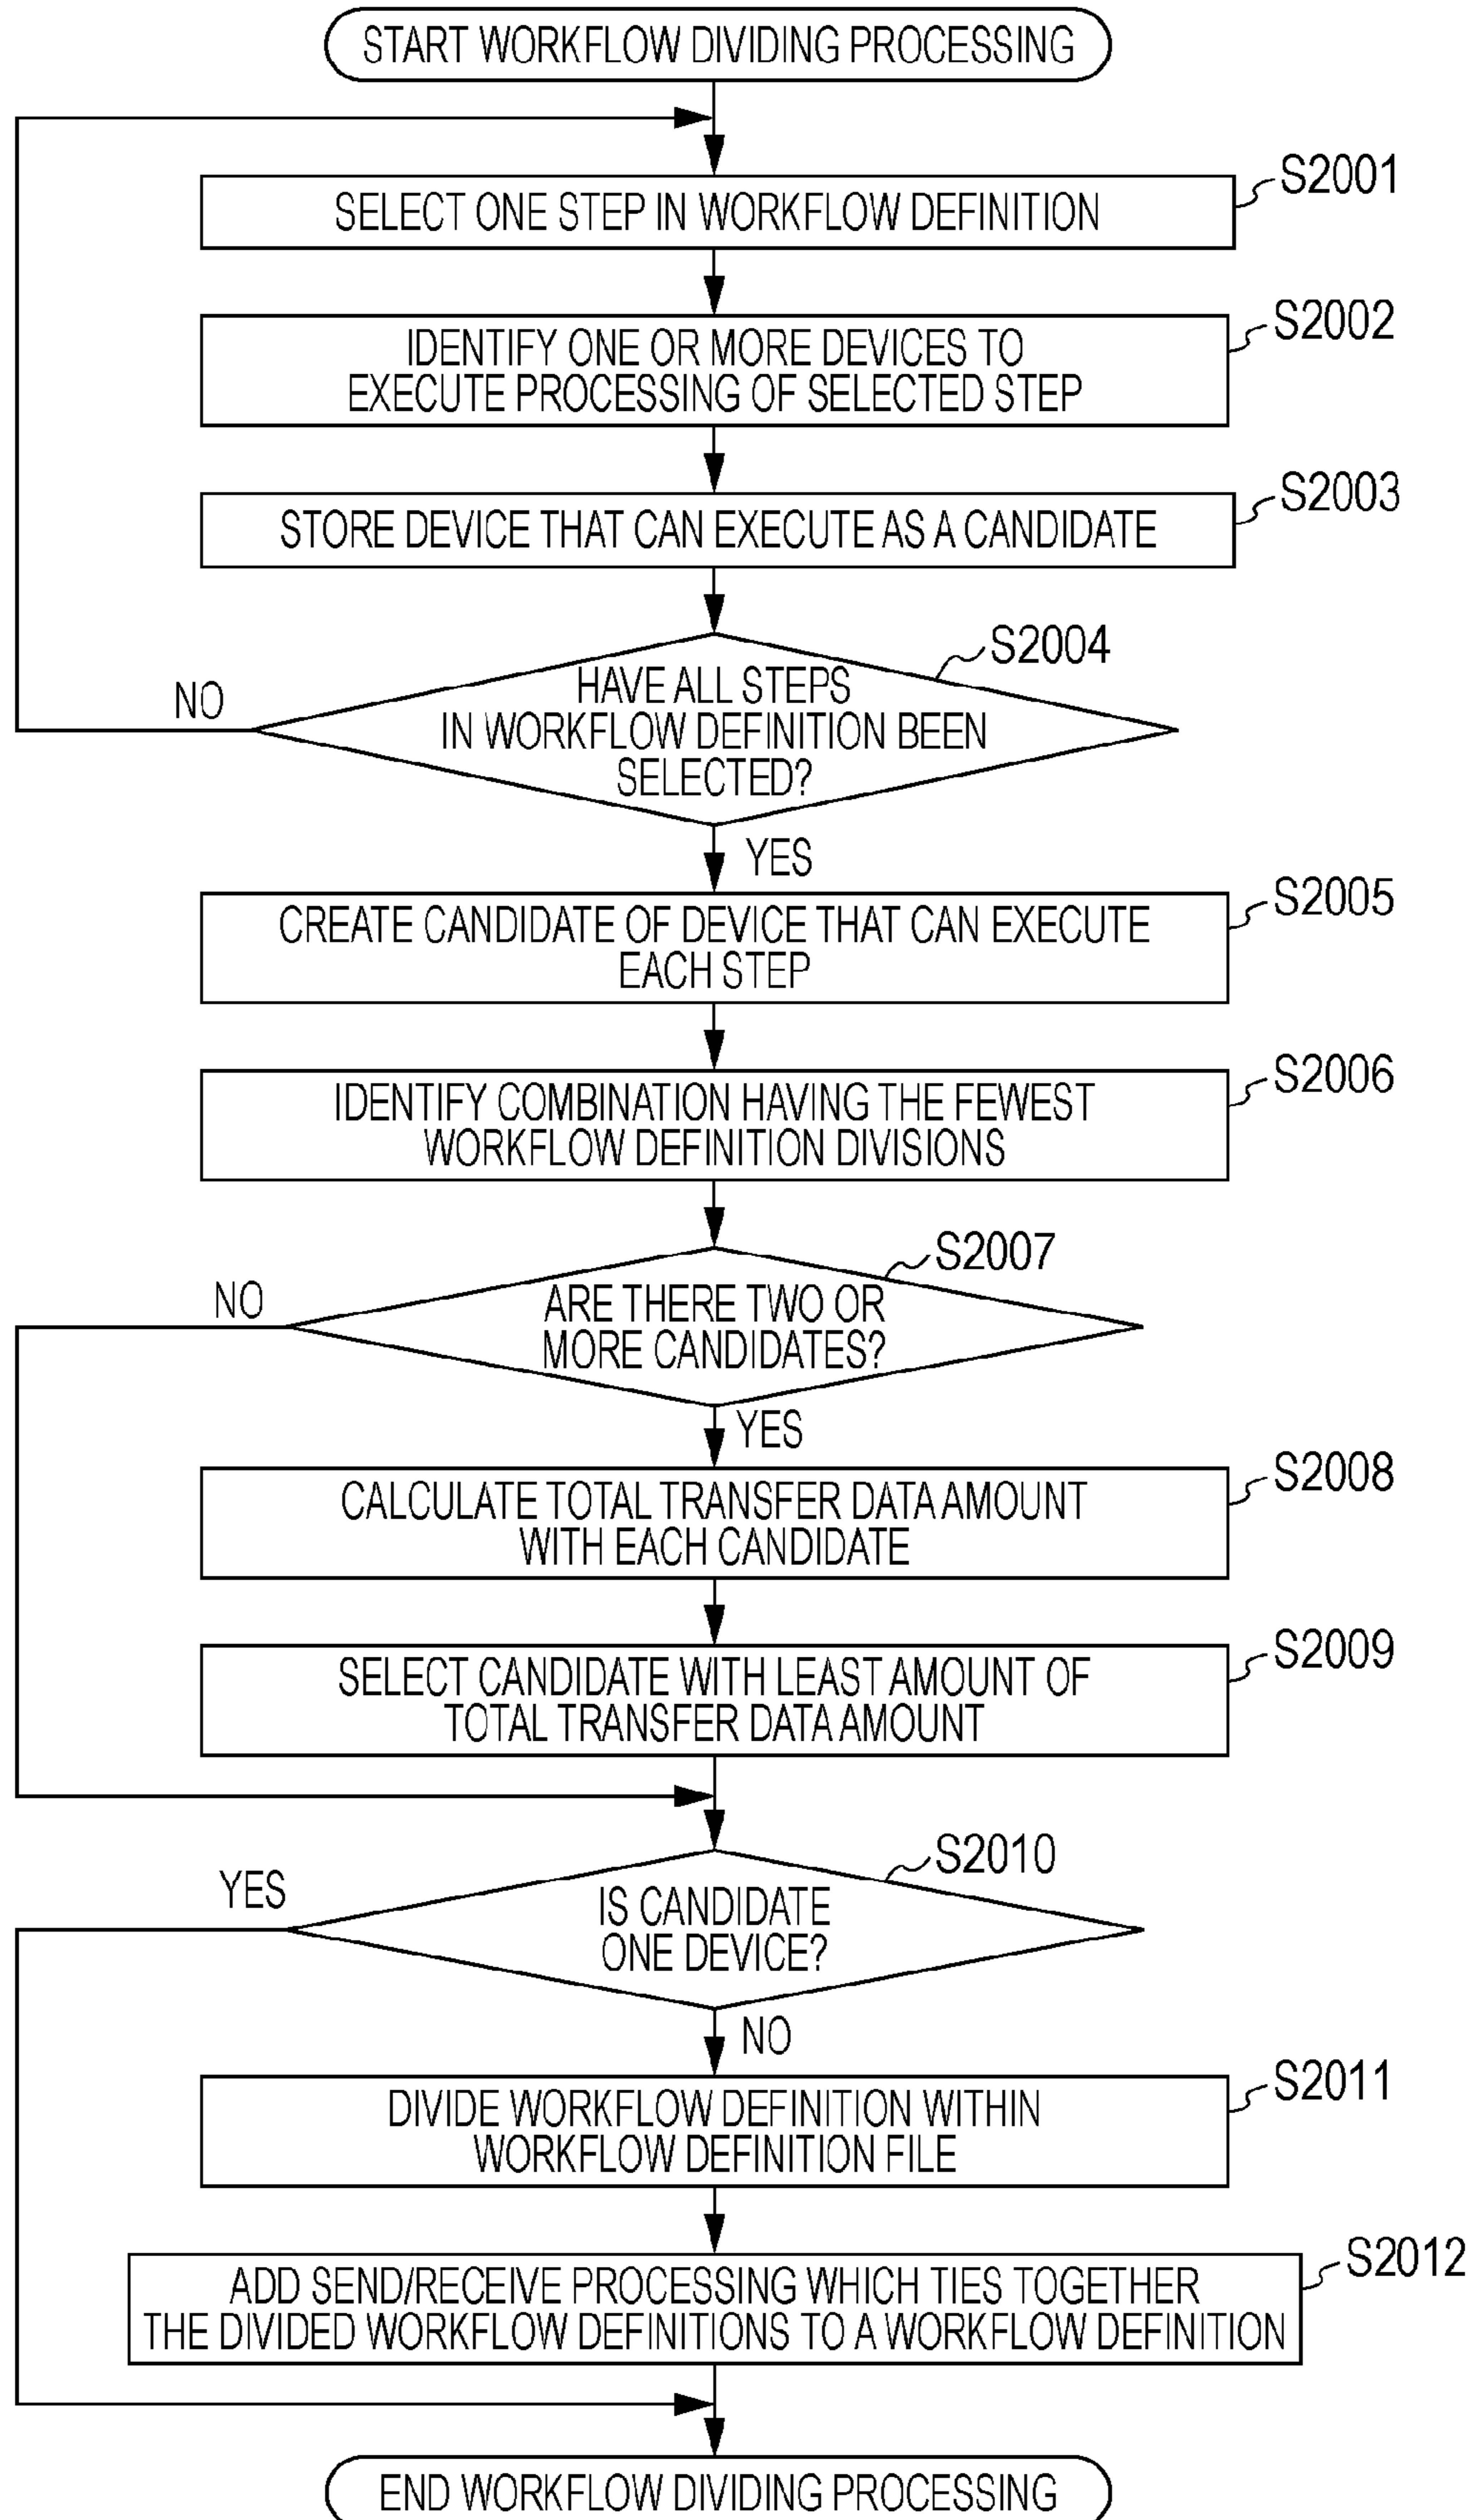 START WORKFLOW DIVIDING PROCESSING
S2001
SELECT ONE STEP IN WORKFLOW DEFINITION
S2002
IDENTIFY ONE OR MORE DEVICES TO
EXECUTE PROCESSING OF SELECTED STEP
S2003
STORE DEVICE THAT CAN EXECUTE AS A CANDIDATE
S2004
HAVE ALL STEPS
IN WORKFLOW DEFINITION BEEN
SELECTED?
NO
YES
S2005
CREATE CANDIDATE OF DEVICE THAT CAN EXECUTE
EACH STEP
S2006
IDENTIFY COMBINATION HAVING THE FEWEST
WORKFLOW DEFINITION DIVISIONS
S2007
NO
ARE THERE TWO OR
MORE CANDIDATES?
YES
S2008
CALCULATE TOTAL TRANSFER DATA AMOUNT
WITH EACH CANDIDATE
S2009
SELECT CANDIDATE WITH LEAST AMOUNT OF
TOTAL TRANSFER DATA AMOUNT
S2010
YES
IS CANDIDATE
ONE DEVICE?
NO
S2011
DIVIDE WORKFLOW DEFINITION WITHIN
WORKFLOW DEFINITION FILE
S2012
ADD SEND/RECEIVE PROCESSING WHICH TIES TOGETHER
THE DIVIDED WORKFLOW DEFINITIONS TO A WORKFLOW DEFINITION
END WORKFLOW DIVIDING PROCESSING